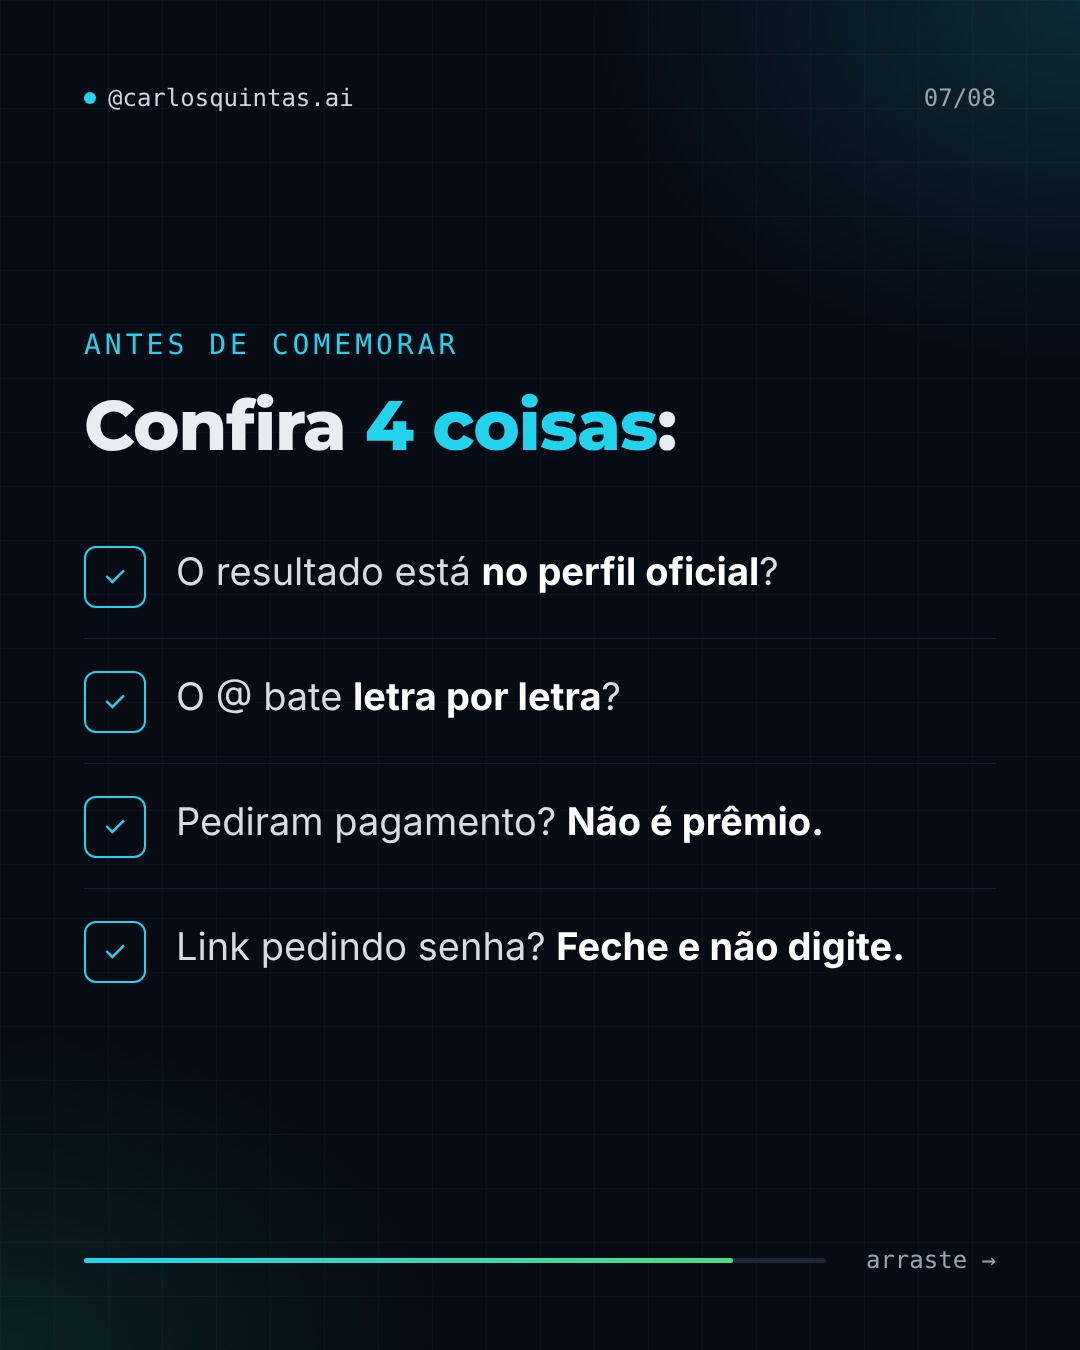 @carlosquintas.ai
07/08
ANTES DE COMEMORAR
Confira 4 coisas:
O resultado está no perfil oficial?
O @ bate letra por letra?
Pediram pagamento? Não é prêmio.
Link pedindo senha? Feche e não digite.
arraste →